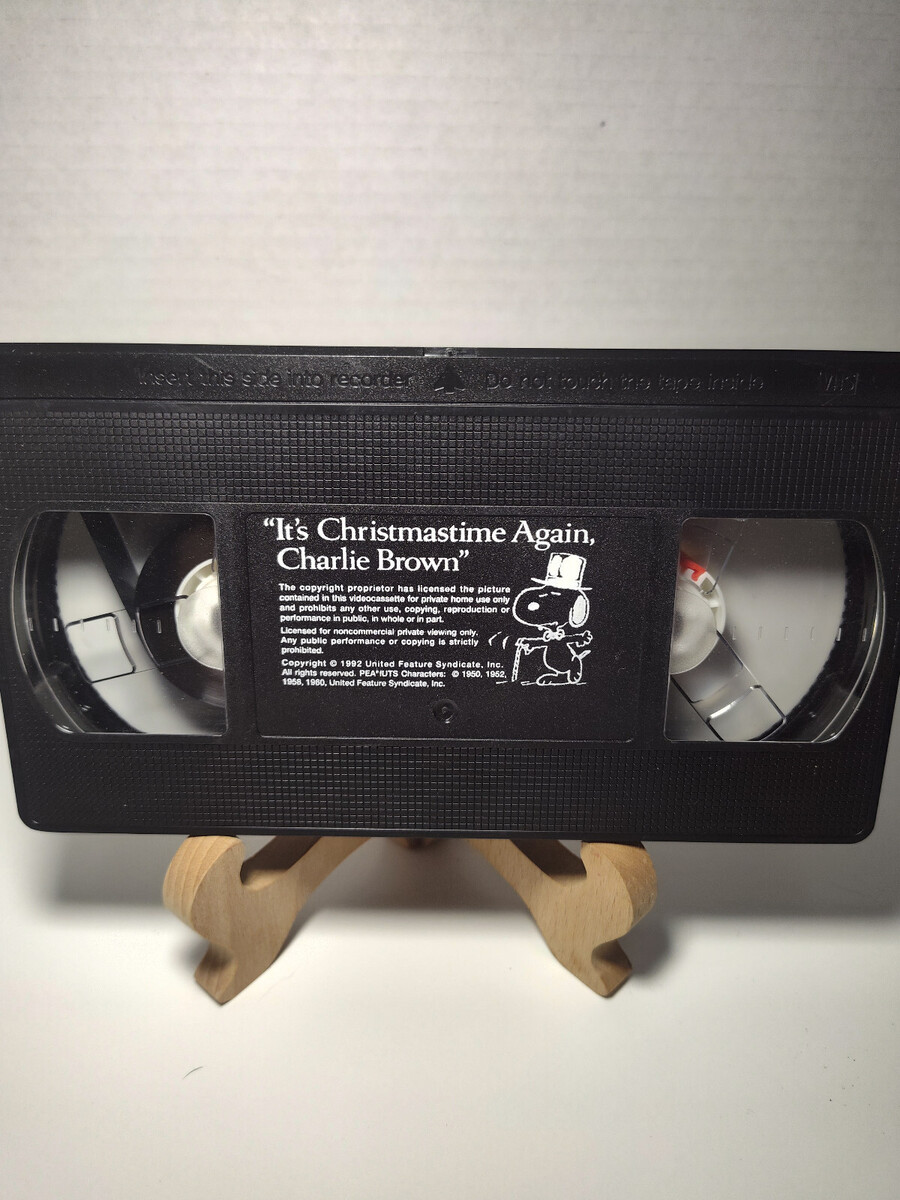 Insert this side into recorder Do not touch the tape inside VHS
“It’s Christmastime Again,
Charlie Brown”
The copyright proprietor has licensed the picture
contained in this videocassette for private home use only
and prohibits any other use, copying, reproduction or
performance in public, in whole or in part.
Licensed for noncommercial private viewing only.
Any public performance or copying is strictly
prohibited.
Copyright © 1992 United Feature Syndicate, Inc.
All rights reserved. PEA*IUTS Characters: © 1950, 1952,
1958, 1960, United Feature Syndicate, Inc.